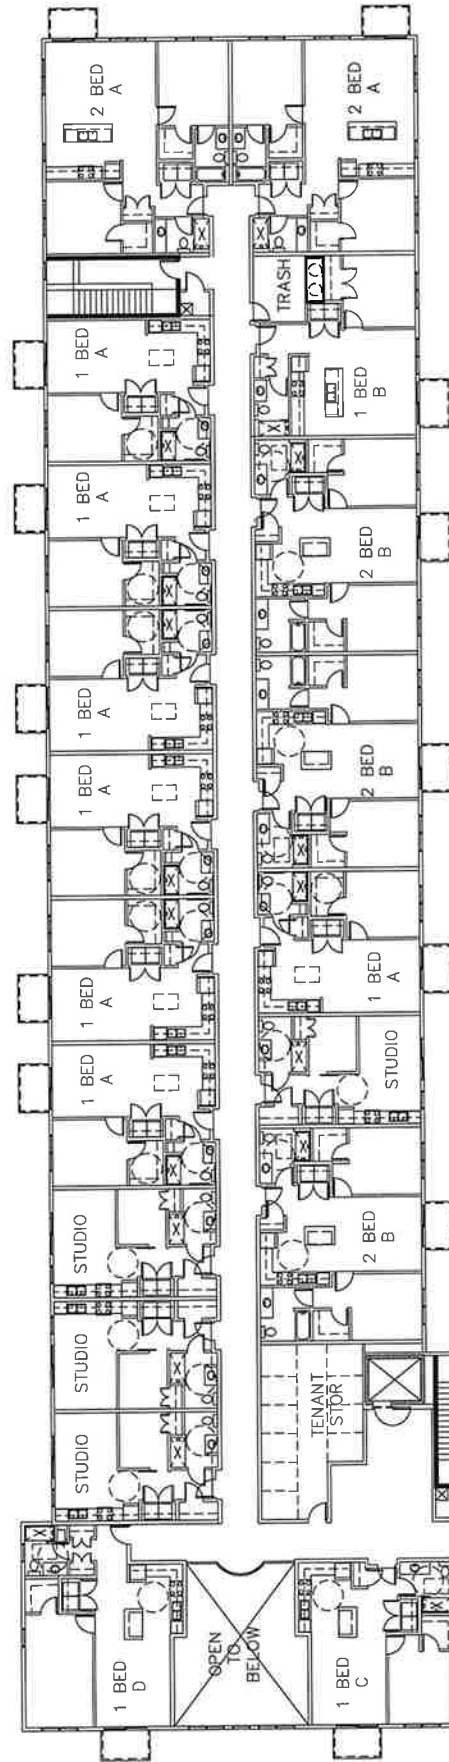 2 BED
A
2 BED
A
TRASH
1 BED
A
1 BED
B
1 BED
A
2 BED
B
1 BED
A
1 BED
A
2 BED
B
1 BED
A
1 BED
A
1 BED
A
STUDIO
STUDIO
2 BED
B
STUDIO
STUDIO
TENANT
STOR
1 BED
D
OPEN
TO
BELOW
1 BED
C